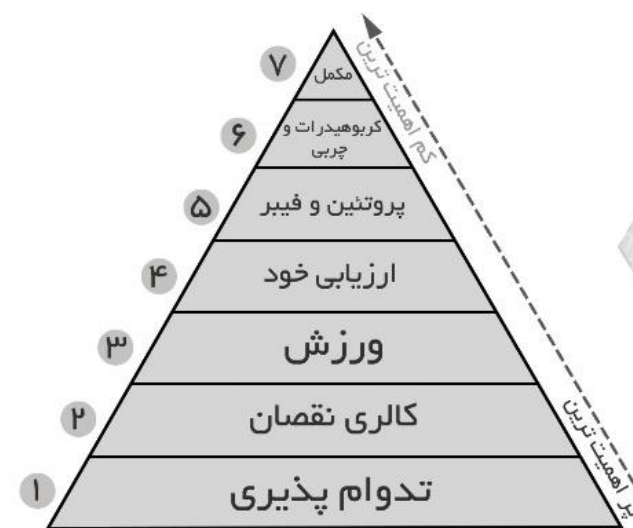 ۷
مکمل
۶
کربوهیدرات و
چربی
۵
پروتئین و فیبر
۴
ارزیابی خود
۳
ورزش
۲
کالری نقصان
۱
تدوام پذیری
کم اهمیت ترین
پر اهمیت ترین